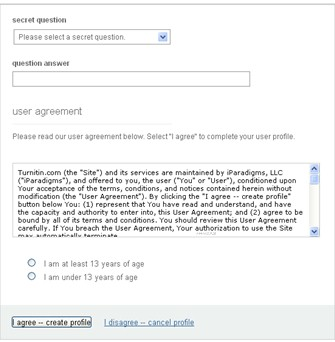 secret question
Please select a secret question.
question answer
user agreement
Please read our user agreement below. Select "I agree" to complete your user profile.
Turnitin.com (the "Site") and its services are maintained by iParadigms, LLC
("iParadigms"), and offered to you, the user ("You" or "User"), conditioned upon
Your acceptance of the terms, conditions, and notices contained herein without
modification (the "User Agreement"). By clicking the "I agree -- create profile"
button below You: (1) represent that You have read and understand, and have
the capacity and authority to enter into, this User Agreement; and (2) agree to be
bound by all of its terms and conditions. You should review this User Agreement
carefully. If You Breach the User Agreement, Your authorization to use the Site
may automatically terminate.
I am at least 13 years of age
I am under 13 years of age
I agree -- create profile
I disagree -- cancel profile